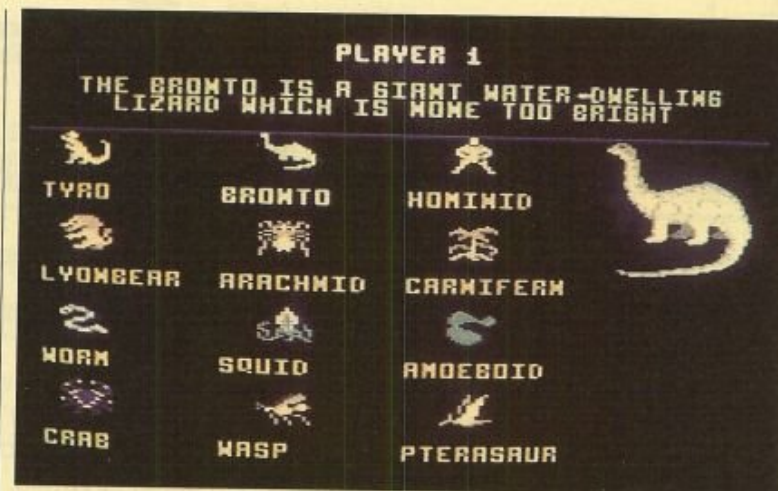 PLAYER 1
THE BRONTO IS A GIANT WATER-DWELLING
LIZARD WHICH IS NONE TOO BRIGHT
TYRO BRONTO HOMINID
LYONBEAR ARACHNID CARNIFERN
WORM SQUID AMOEBOID
CRAB WASP PTERASAUR